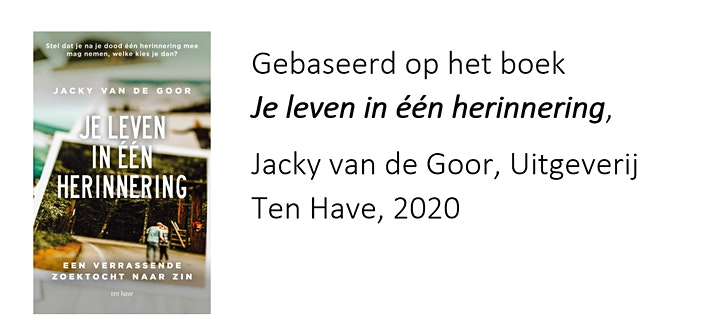 Stel dat je na je dood één herinnering mee
mag nemen, welke kies je dan?
JACKY VAN DE GOOR
JE LEVEN
IN ÉÉN
HERINNERING
EEN VERRASSENDE
ZOEKTOCHT NAAR ZIN
ten have
Gebaseerd op het boek
Je leven in één herinnering,
Jacky van de Goor, Uitgeverij
Ten Have, 2020